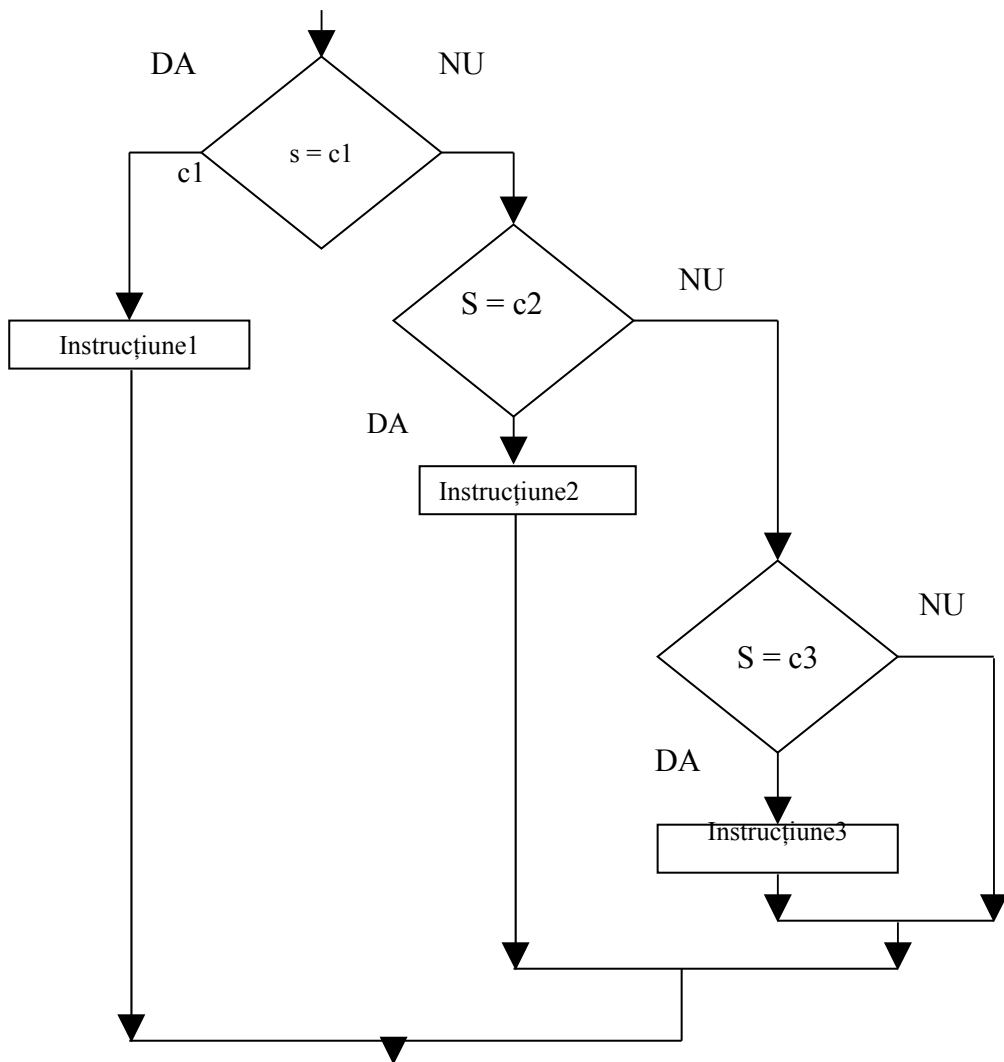 DA
NU
s = c1
c1
S = c2
NU
Instrucțiune1
DA
Instrucțiune2
NU
S = c3
DA
Instrucțiune3